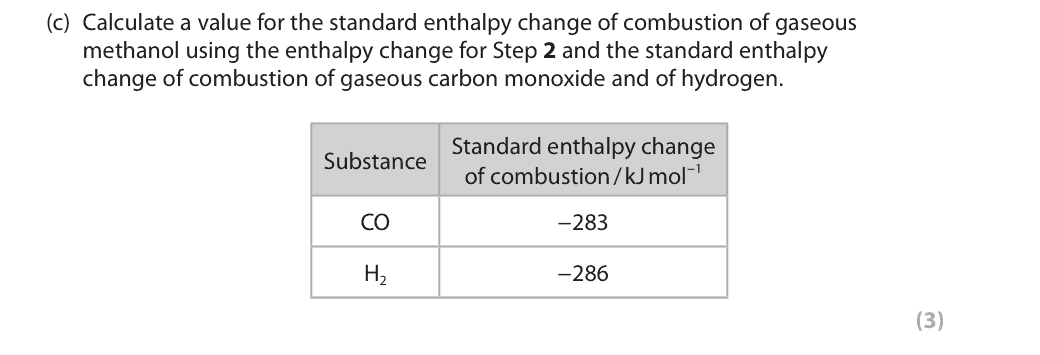 (c) Calculate a value for the standard enthalpy change of combustion of gaseous
methanol using the enthalpy change for Step 2 and the standard enthalpy
change of combustion of gaseous carbon monoxide and of hydrogen.
Substance
Standard enthalpy change
of combustion / kJ mol⁻¹
CO
−283
H₂
−286
(3)